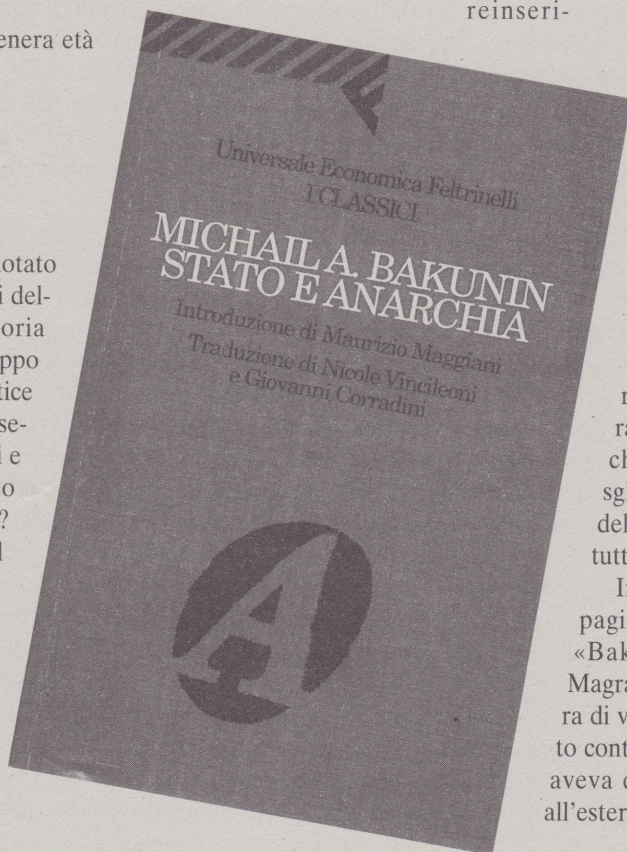 reinseri-
enera età
Universale Economica Feltrinelli
I CLASSICI
MICHAIL A. BAKUNIN
STATO E ANARCHIA
Introduzione di Maurizio Maggiani
Traduzione di Nicole Vincileoni
e Giovanni Corradini
A
notato
i del-
oria
ppo
tice
se-
i e
o
?
l
r
ra
ch
sg
del
tutt
I
pagi
«Bak
Magra
ra di v
to cont
aveva c
all'ester